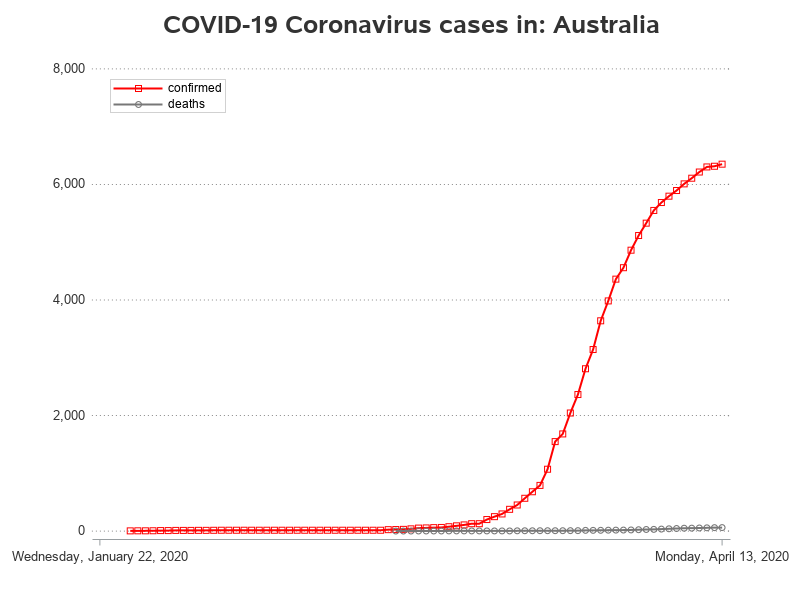 COVID-19 Coronavirus cases in: Australia
8,000
confirmed
deaths
6,000
4,000
2,000
0
Wednesday, January 22, 2020
Monday, April 13, 2020